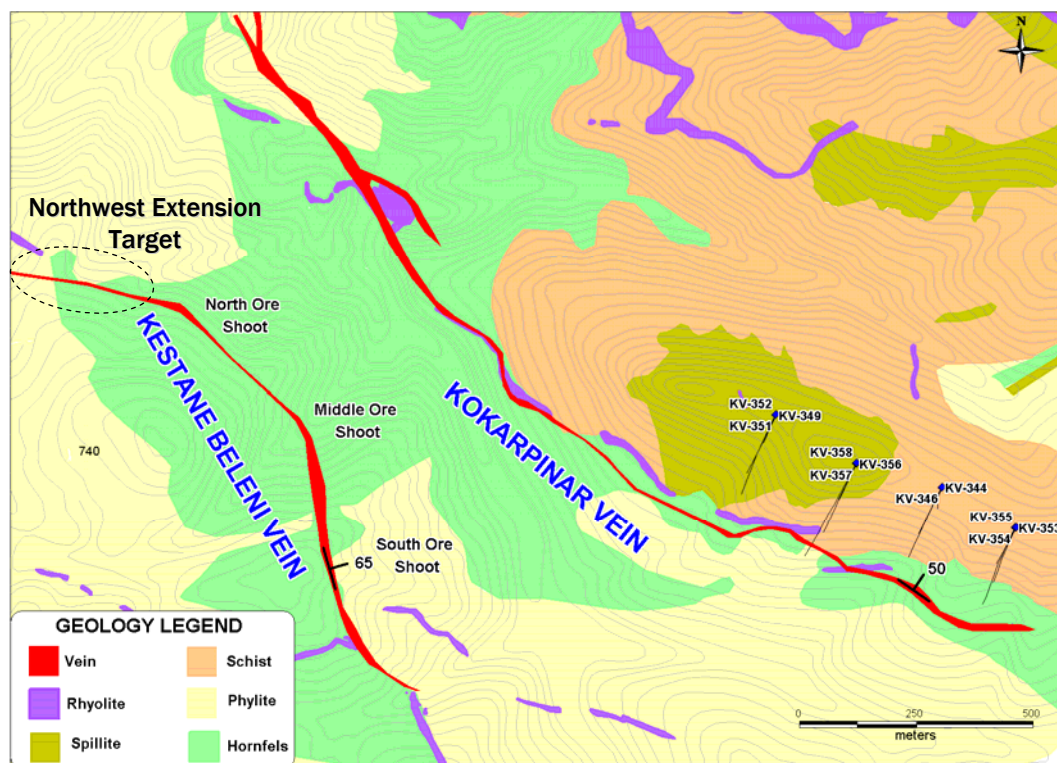 N
Northwest Extension
Target
North Ore
Shoot
KESTANE BELENI VEIN
Middle Ore
Shoot
KOKARPINAR VEIN
740
South Ore
Shoot
65
KV-352
KV-349
KV-351
KV-358
KV-356
KV-357
KV-344
KV-346
KV-355
KV-353
KV-354
50
GEOLOGY LEGEND
Vein
Schist
Rhyolite
Phylite
Spillite
Hornfels
0 250 500
meters